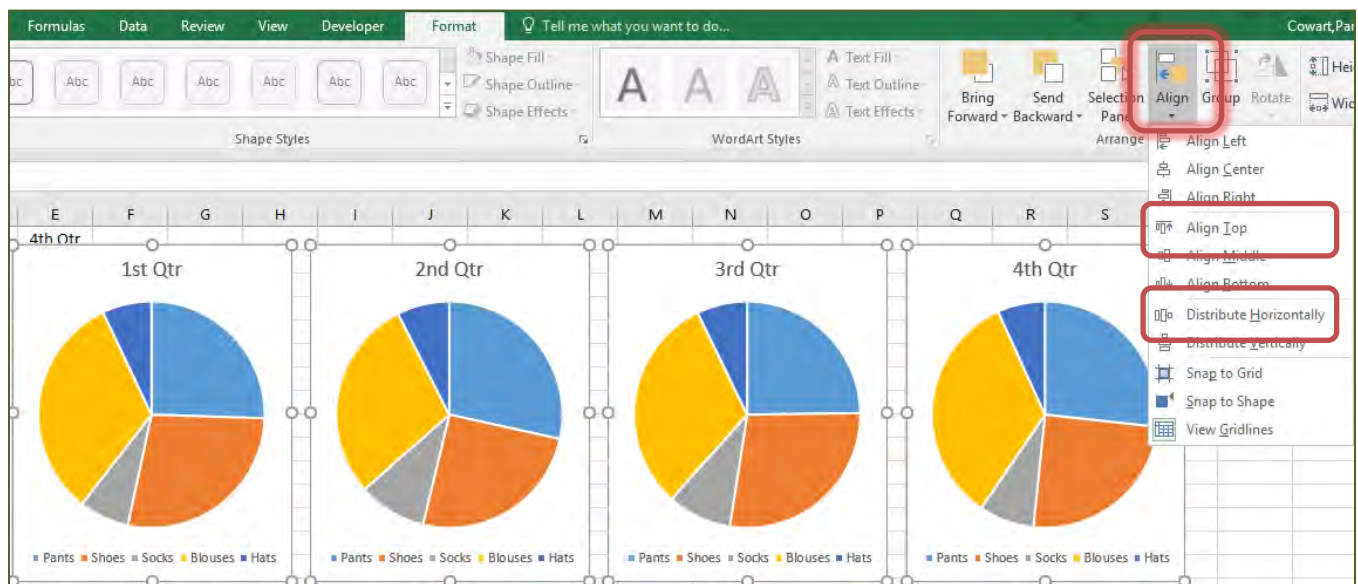 Formulas Data Review View Developer Format Tell me what you want to do... Cowart,Pa
bc Abc Abc Abc Abc Abc Abc
Shape Fill
Shape Outline
Shape Effects
Shape Styles
A A A
Text Fill
Text Outline
Text Effects
WordArt Styles
Bring Forward
Send Backward
Selection Pane
Align
Group
Rotate
Arrange
Hei
Wid
Align Left
Align Center
Align Right
Align Top
Align Middle
Align Bottom
Distribute Horizontally
Distribute Vertically
Snap to Grid
Snap to Shape
View Gridlines
E F G H I J K L M N O P Q R S
4th Qtr
1st Qtr 2nd Qtr 3rd Qtr 4th Qtr
Pants Shoes Socks Blouses Hats Pants Shoes Socks Blouses Hats Pants Shoes Socks Blouses Hats Pants Shoes Socks Blouses Hats